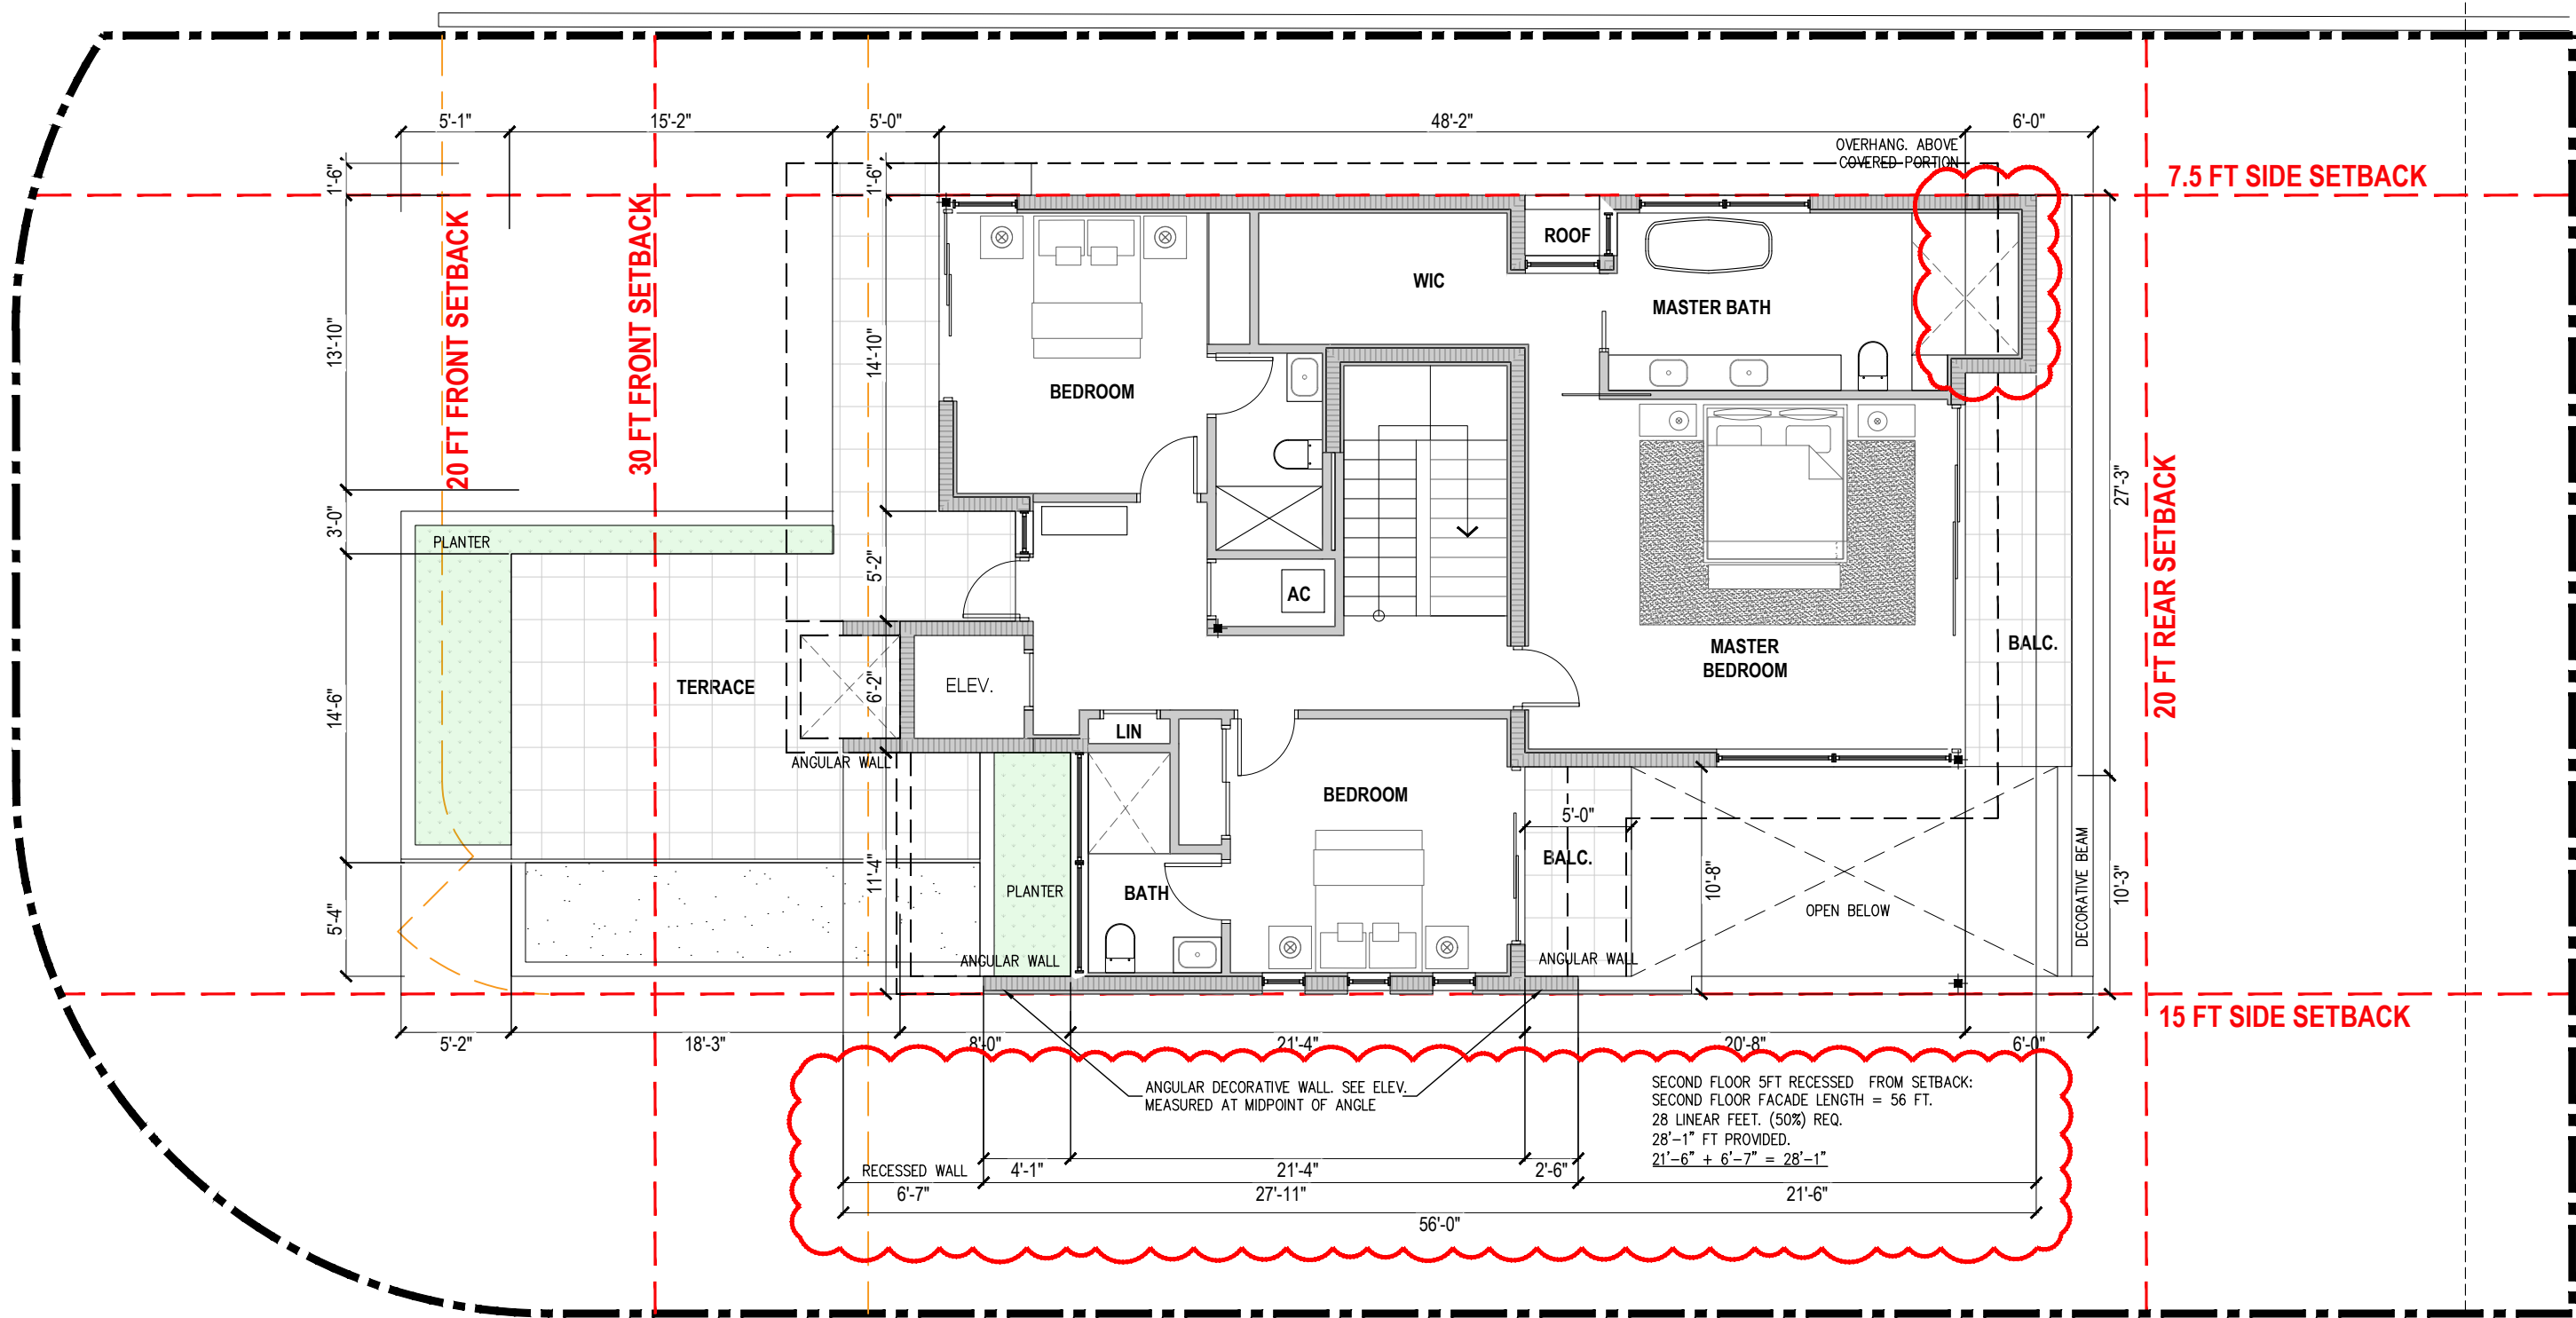 5'-1"
15'-2"
5'-0"
48'-2"
6'-0"
OVERHANG. ABOVE
COVERED PORTION
1'-6"
1'-6"
7.5 FT SIDE SETBACK
20 FT FRONT SETBACK
30 FT FRONT SETBACK
ROOF
WIC
MASTER BATH
13'-10"
14'-10"
BEDROOM
27'-3"
20 FT REAR SETBACK
3'-0"
PLANTER
5'-2"
AC
MASTER
BEDROOM
BALC.
TERRACE
6'-2"
ELEV.
14'-6"
LIN
ANGULAR WALL
BEDROOM
5'-0"
BALC.
10'-8"
11'-4"
PLANTER
BATH
OPEN BELOW
DECORATIVE BEAM
10'-3"
5'-4"
ANGULAR WALL
ANGULAR WALL
15 FT SIDE SETBACK
5'-2"
18'-3"
8'-0"
21'-4"
20'-8"
6'-0"
ANGULAR DECORATIVE WALL. SEE ELEV.
MEASURED AT MIDPOINT OF ANGLE
SECOND FLOOR 5FT RECESSED FROM SETBACK:
SECOND FLOOR FACADE LENGTH = 56 FT.
28 LINEAR FEET. (50%) REQ.
28'-1" FT PROVIDED.
21'-6" + 6'-7" = 28'-1"
RECESSED WALL
4'-1"
21'-4"
2'-6"
6'-7"
27'-11"
21'-6"
56'-0"